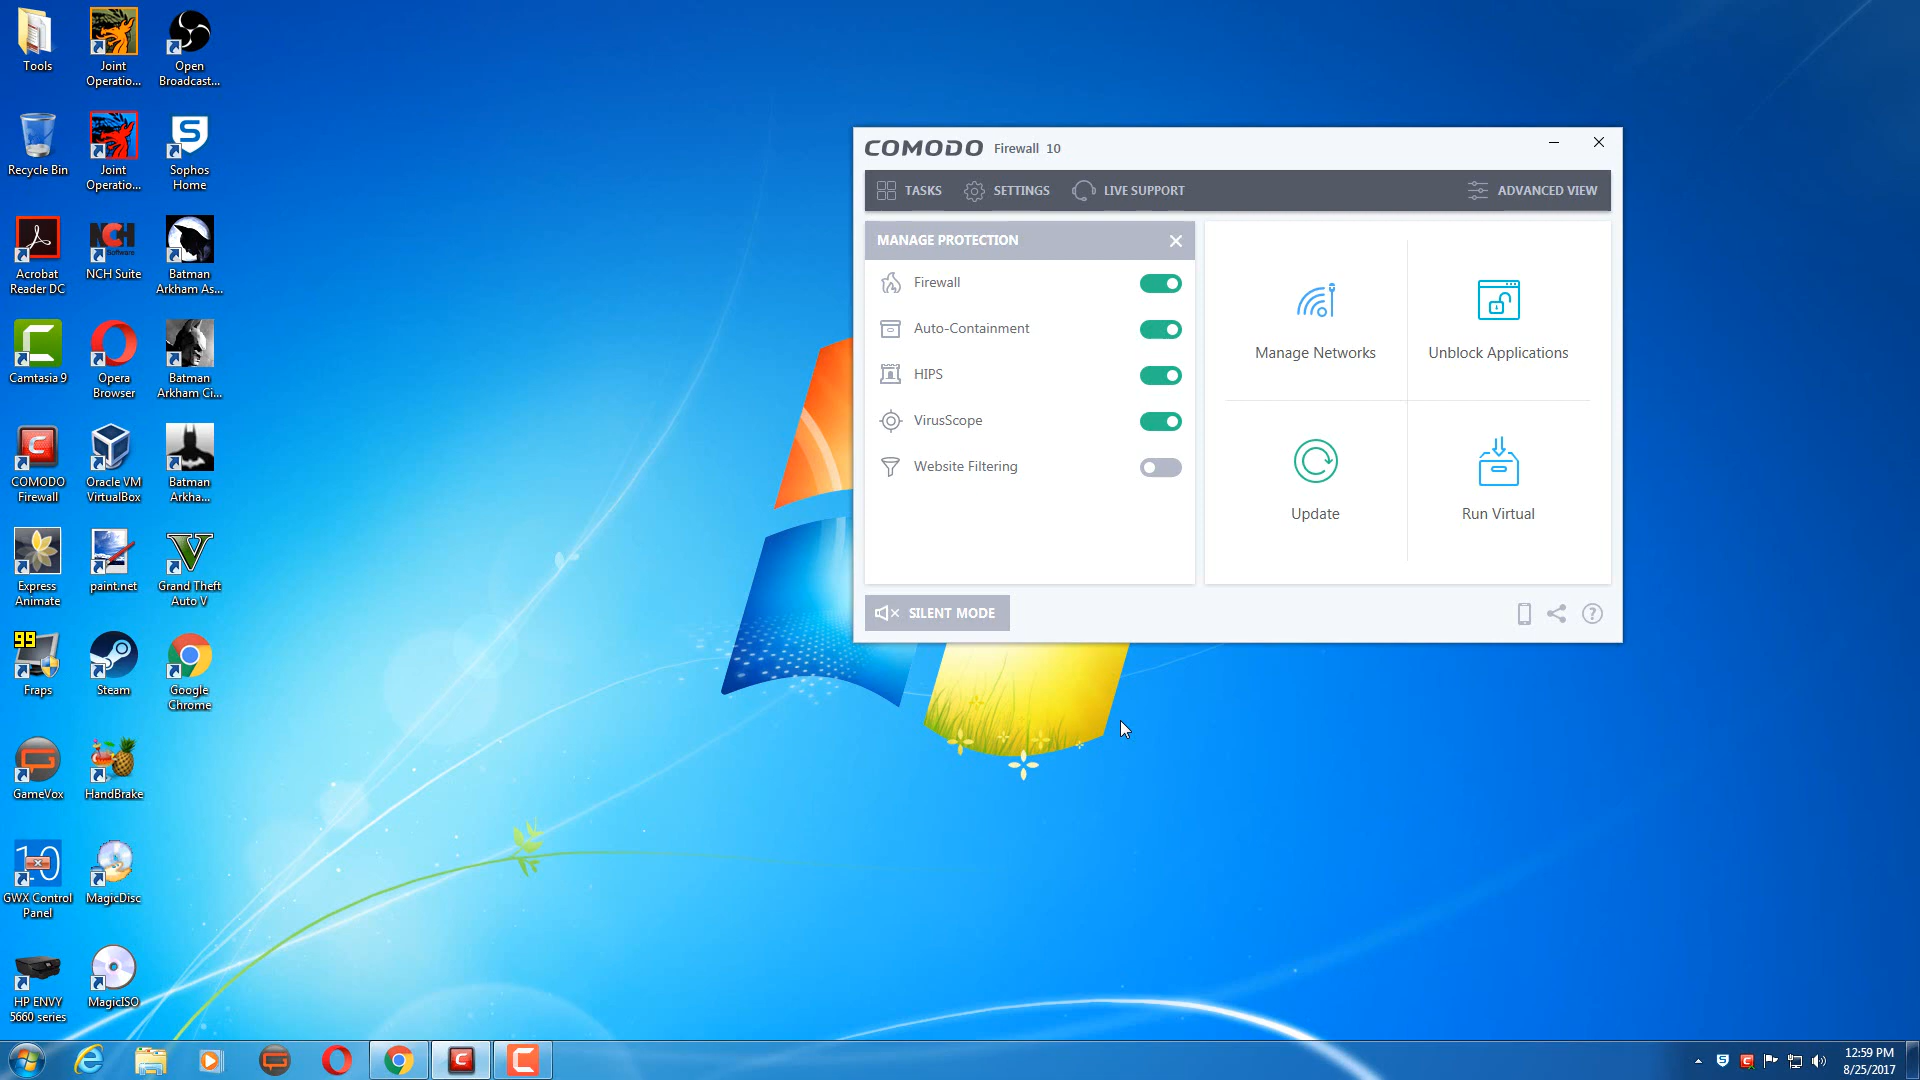 Tools
Joint
Operatio...
Open
Broadcast...
Recycle Bin
Joint
Operatio...
S
Sophos
Home
Acrobat
Reader DC
NCH
Software
NCH Suite
Batman
Arkham As...
Camtasia 9
Opera
Browser
Batman
Arkham Ci...
COMODO
Firewall
Oracle VM
VirtualBox
Batman
Arkha...
Express
Animate
paint.net
V
Grand Theft
Auto V
99
Fraps
Steam
Google
Chrome
GameVox
HandBrake
10
GWX Control
Panel
MagicDisc
HP ENVY
5660 series
MagicISO
COMODO Firewall 10
TASKS SETTINGS LIVE SUPPORT ADVANCED VIEW
MANAGE PROTECTION
Firewall
Auto-Containment
HIPS
VirusScope
Website Filtering
Manage Networks
Unblock Applications
Update
Run Virtual
SILENT MODE
?
12:59 PM
8/25/2017